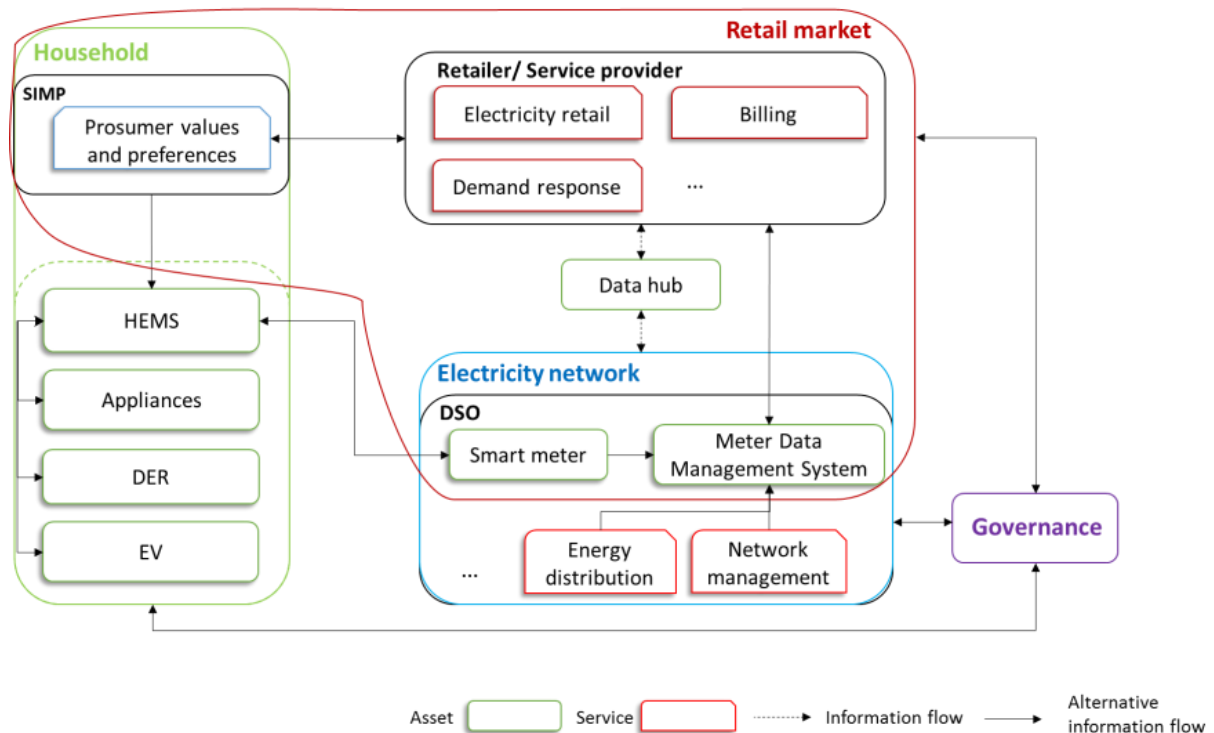 Retail market
Household
SIMP
Prosumer values
and preferences
Retailer/ Service provider
Electricity retail
Billing
Demand response
...
Data hub
HEMS
Appliances
DER
EV
Electricity network
DSO
Smart meter
Meter Data
Management System
...
Energy
distribution
Network
management
Governance
Asset
Service
Information flow
Alternative
information flow